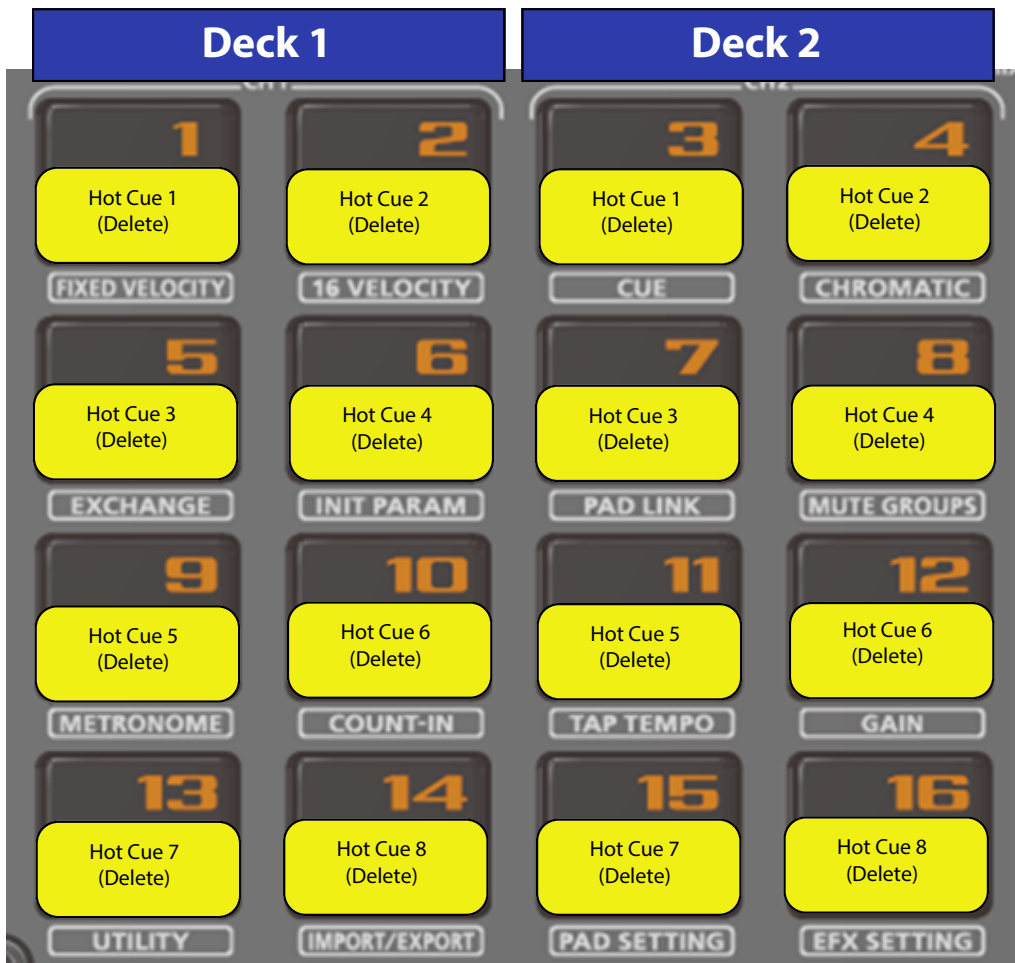 Deck 1
Deck 2
CH1
CH2
1
2
3
4
Hot Cue 1
(Delete)
Hot Cue 2
(Delete)
Hot Cue 1
(Delete)
Hot Cue 2
(Delete)
FIXED VELOCITY
16 VELOCITY
CUE
CHROMATIC
5
6
7
8
Hot Cue 3
(Delete)
Hot Cue 4
(Delete)
Hot Cue 3
(Delete)
Hot Cue 4
(Delete)
EXCHANGE
INIT PARAM
PAD LINK
MUTE GROUPS
9
10
11
12
Hot Cue 5
(Delete)
Hot Cue 6
(Delete)
Hot Cue 5
(Delete)
Hot Cue 6
(Delete)
METRONOME
COUNT-IN
TAP TEMPO
GAIN
13
14
15
16
Hot Cue 7
(Delete)
Hot Cue 8
(Delete)
Hot Cue 7
(Delete)
Hot Cue 8
(Delete)
UTILITY
IMPORT/EXPORT
PAD SETTING
EFX SETTING